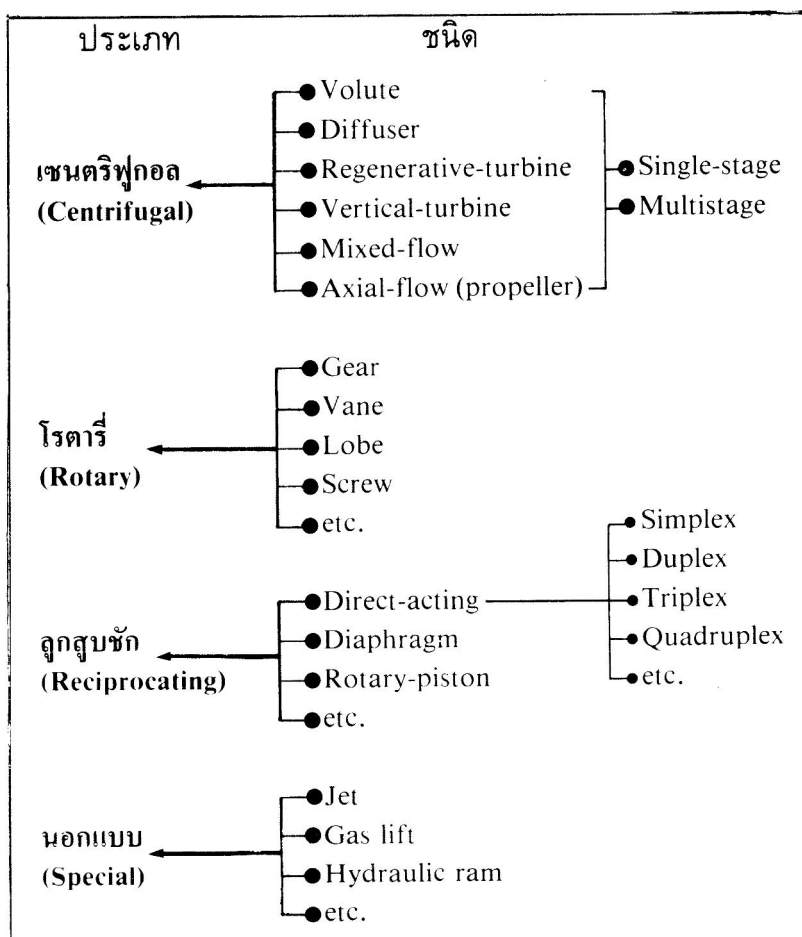 ประเภท ชนิด
Volute
Diffuser
เซนตริฟูกอล
(Centrifugal)
Regenerative-turbine
Vertical-turbine
Mixed-flow
Axial-flow (propeller)
Single-stage
Multistage
โรตารี่
(Rotary)
Gear
Vane
Lobe
Screw
etc.
ลูกสูบชัก
(Reciprocating)
Direct-acting
Diaphragm
Rotary-piston
etc.
Simplex
Duplex
Triplex
Quadruplex
etc.
นอกแบบ
(Special)
Jet
Gas lift
Hydraulic ram
etc.